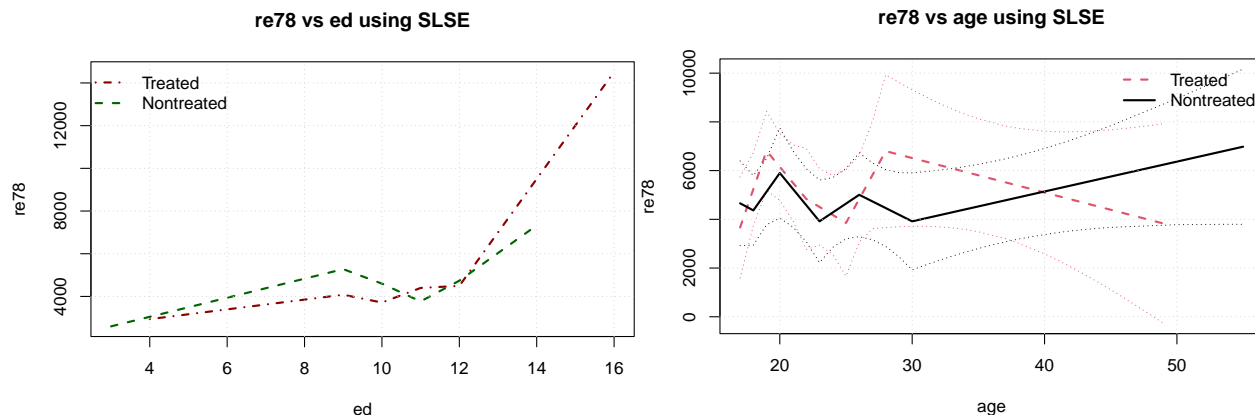 re78 vs ed using SLSE
Treated
Nontreated
re78
4000
8000
12000
4
6
8
10
12
14
16
ed
re78 vs age using SLSE
Treated
Nontreated
re78
0
2000
4000
6000
10000
20
30
40
50
age